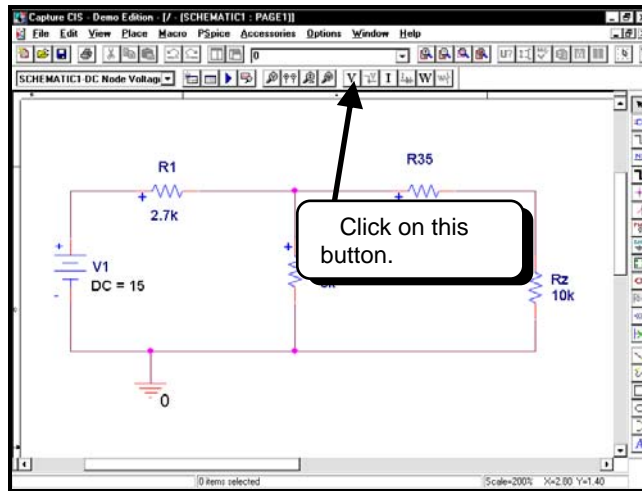 Capture CIS - Demo Edition - [/ - (SCHEMATIC1 : PAGE1)]
File Edit View Place Macro PSpice Accessories Options Window Help
0
SCHEMATIC1-DC Node Voltag
V I W
R1
2.7k
R35
Click on this
button.
V1
DC = 15
Rz
10k
0
0 items selected
Scale=200% X=2.80 Y=1.40